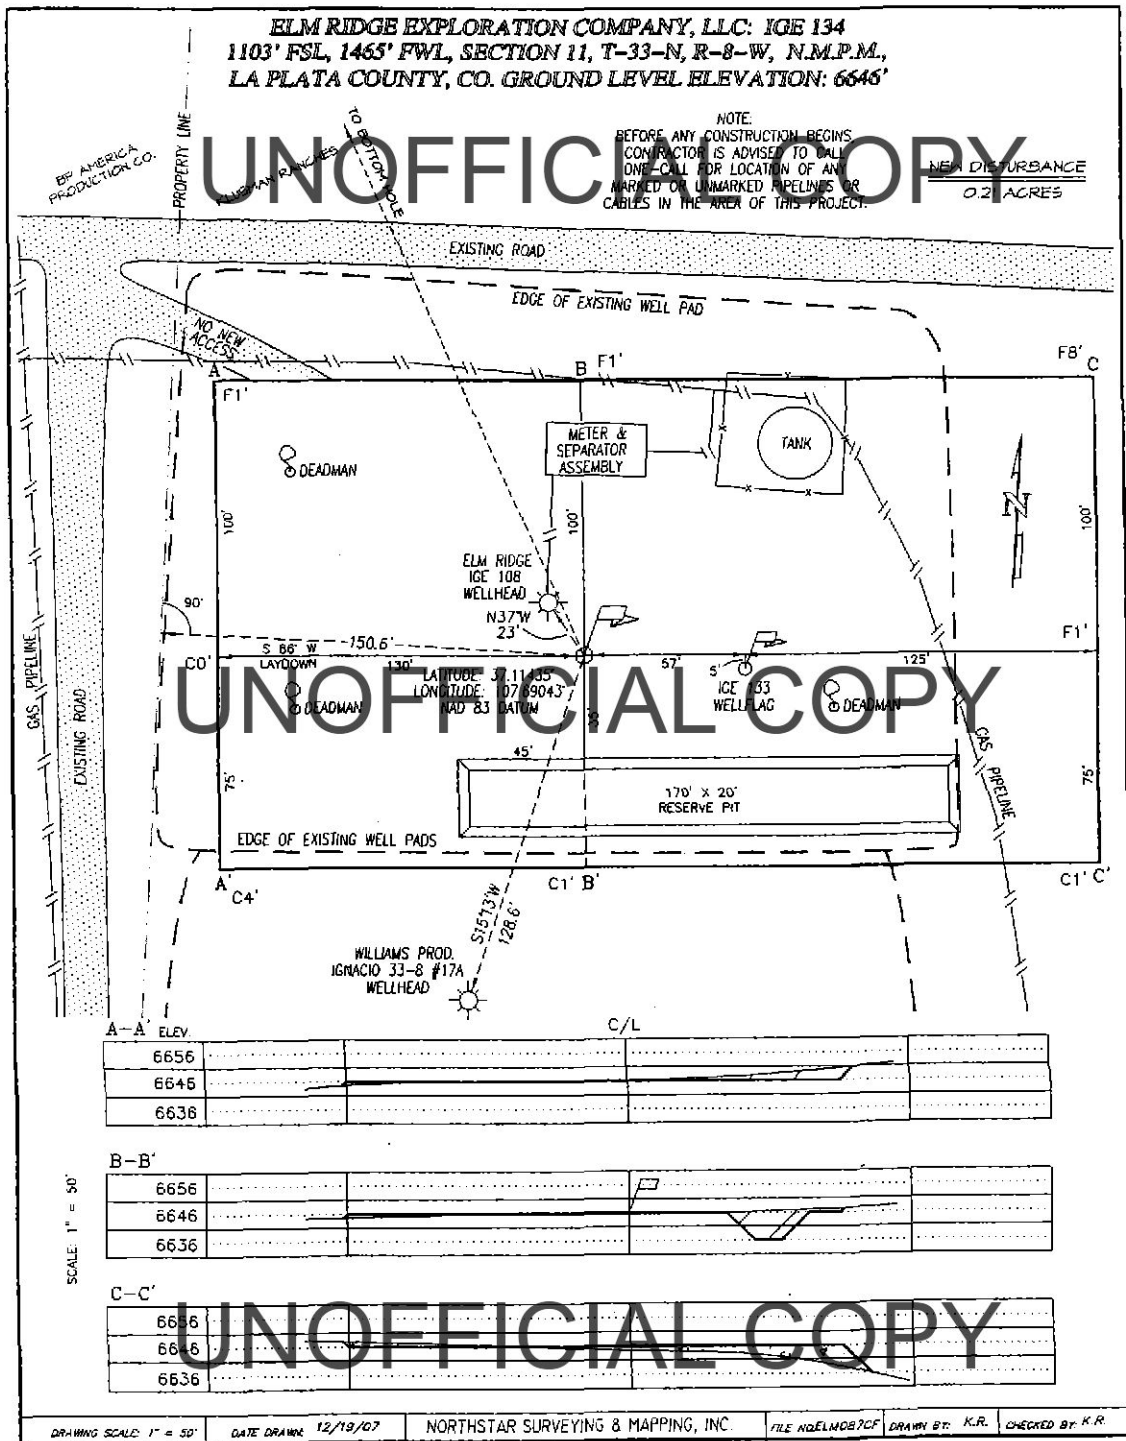 ELM RIDGE EXPLORATION COMPANY, LLC: IGE 134
1103' FSL, 1465' FWL, SECTION 11, T-33-N, R-8-W, N.M.P.M.,
LA PLATA COUNTY, CO. GROUND LEVEL ELEVATION: 6646'
UNOFFICIAL COPY
BP AMERICA
PRODUCTION CO.
PROPERTY LINE
KLUSMAN RANCHES
TO BOTTOM HOLE
NOTE:
BEFORE ANY CONSTRUCTION BEGINS
CONTRACTOR IS ADVISED TO CALL
ONE-CALL FOR LOCATION OF ANY
MARKED OR UNMARKED PIPELINES OR
CABLES IN THE AREA OF THIS PROJECT.
NEW DISTURBANCE
0.21 ACRES
EXISTING ROAD
EDGE OF EXISTING WELL PAD
NO NEW
ACCESS
A
F1'
B
F1'
F8'
C
METER &
SEPARATOR
ASSEMBLY
TANK
DEADMAN
100'
100'
100'
N
ELM RIDGE
IGE 108
WELLHEAD
N37°W
23'
90'
C0'
S 86° W
150.6'
LAYDOWN
130'
57'
5'
125'
F1'
LATITUDE: 37.11435°
LONGITUDE: 107.69043°
NAD 83 DATUM
IGE 133
WELLFLAG
DEADMAN
DEADMAN
UNOFFICIAL COPY
GAS PIPELINE
EXISTING ROAD
GAS PIPELINE
75'
45'
75'
170' X 20'
RESERVE PIT
EDGE OF EXISTING WELL PADS
A'
C4'
C1'
B'
C1'
C'
S15°13'W
128.6'
WILLIAMS PROD.
IGNACIO 33-8 #17A
WELLHEAD
A-A'
ELEV.
C/L
6656
6646
6636
B-B'
6656
6646
6636
SCALE: 1" = 50'
C-C'
6656
6646
6636
UNOFFICIAL COPY
DRAWING SCALE: 1" = 50'
DATE DRAWN: 12/19/07
NORTHSTAR SURVEYING & MAPPING, INC.
DRAWN BY: K.R.
CHECKED BY: K.R.